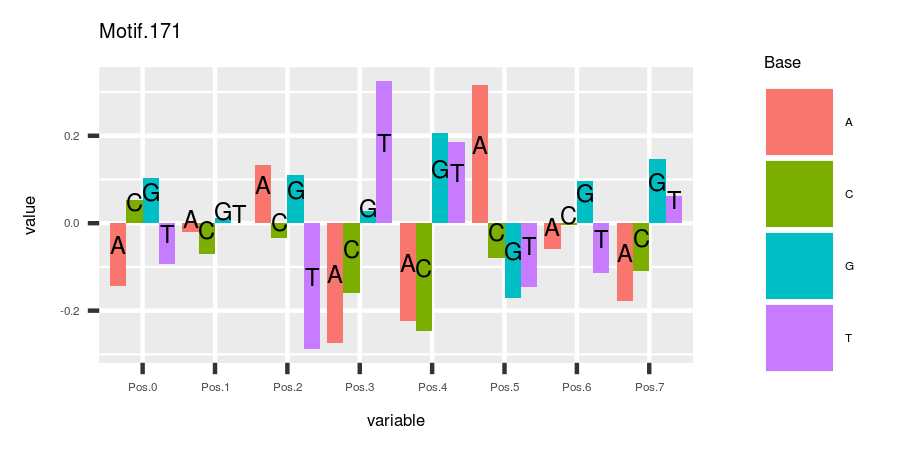 Motif.171
value
0.2
0.0
-0.2
A C G T
A C G T
A C G T
A C G T
A C G T
A C G T
A C G T
A C G T
Pos.0 Pos.1 Pos.2 Pos.3 Pos.4 Pos.5 Pos.6 Pos.7
variable
Base
A
C
G
T